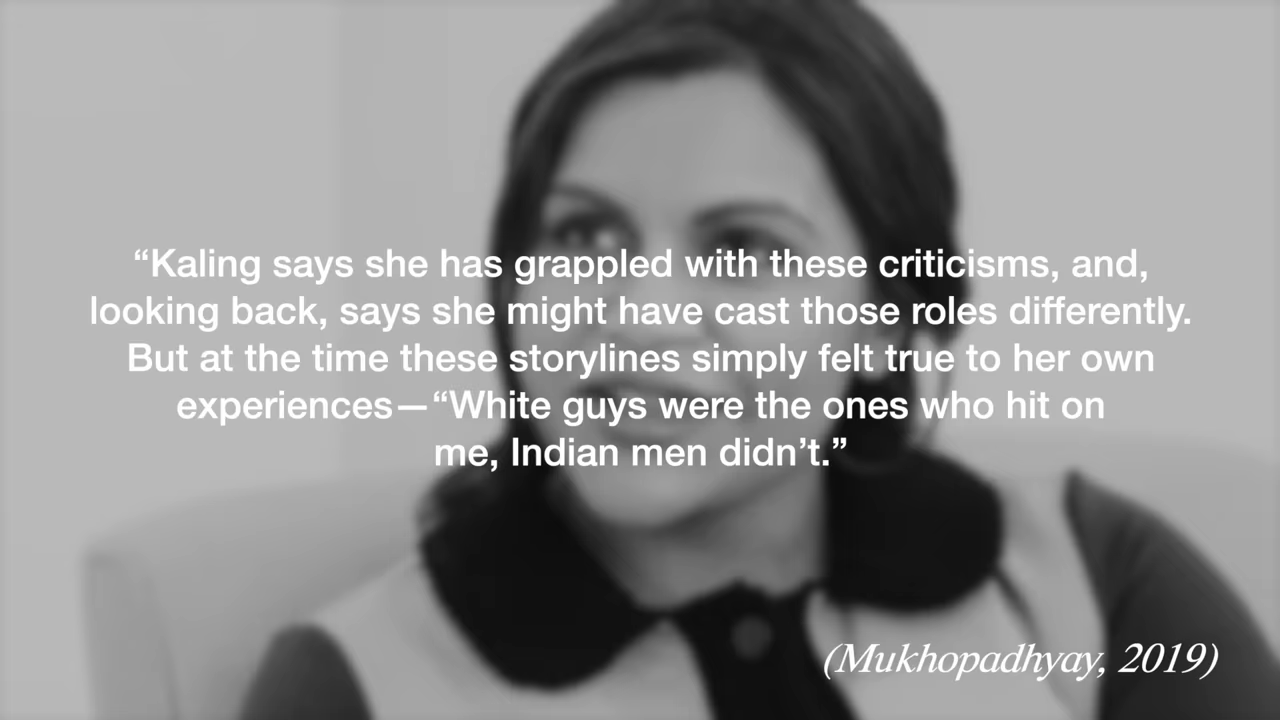 “Kaling says she has grappled with these criticisms, and,
looking back, says she might have cast those roles differently.
But at the time these storylines simply felt true to her own
experiences—“White guys were the ones who hit on
me, Indian men didn’t.”
(Mukhopadhyay, 2019)